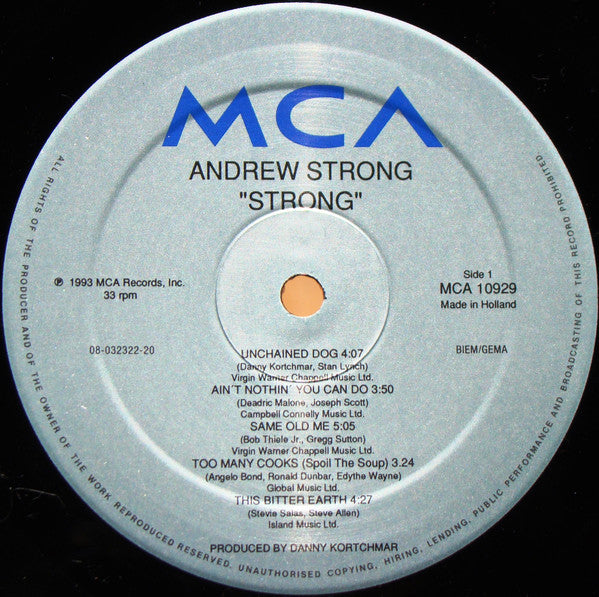 MCA
ANDREW STRONG
"STRONG"
℗ 1993 MCA Records, Inc.
33 rpm
Side 1
MCA 10929
Made in Holland
08-032322-20
BIEM/GEMA
UNCHAINED DOG 4:07
(Danny Kortchmar, Stan Lynch)
Virgin Warner Chappell Music Ltd.
AIN´T NOTHIN´ YOU CAN DO 3:50
(Deadric Malone, Joseph Scott)
Campbell Connelly Music Ltd.
SAME OLD ME 5:05
(Bob Thiele Jr., Gregg Sutton)
Virgin Warner Chappell Music Ltd.
TOO MANY COOKS (Spoil The Soup) 3.24
(Angelo Bond, Ronald Dunbar, Edythe Wayne)
Global Music Ltd.
THIS BITTER EARTH 4:27
(Stevie Salas, Steve Allen)
Island Music Ltd.
PRODUCED BY DANNY KORTCHMAR
ALL RIGHTS OF THE PRODUCER AND OF THE OWNER OF THE WORK REPRODUCED RESERVED. UNAUTHORISED COPYING, HIRING, LENDING, PUBLIC PERFORMANCE AND BROADCASTING OF THIS RECORD PROHIBITED.